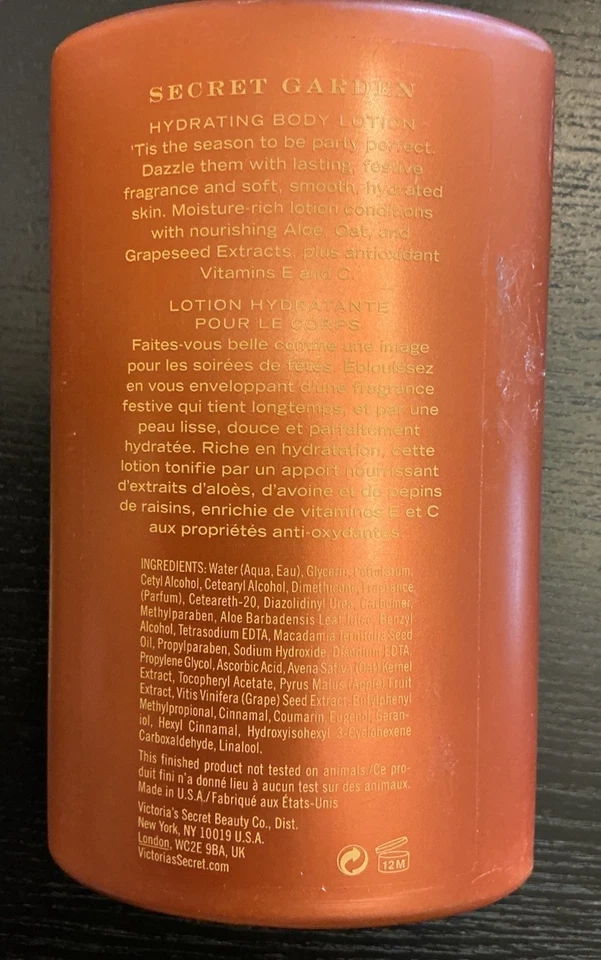 SECRET GARDEN
HYDRATING BODY LOTION
'Tis the season to be party perfect.
Dazzle them with lasting, festive
fragrance and soft, smooth, hydrated
skin. Moisture-rich lotion conditions
with nourishing Aloe, Oat, and
Grapeseed Extracts, plus antioxidant
Vitamins E and C.
LOTION HYDRATANTE
POUR LE CORPS
Faites-vous belle comme une image
pour les soirées de fêtes. Éblouissez
en vous enveloppant d'une fragrance
festive qui tient longtemps, et par une
peau lisse, douce et parfaitement
hydratée. Riche en hydratation, cette
lotion tonifie par un apport nourrissant
d'extraits d'aloès, d'avoine et de pépins
de raisins, enrichie de vitamines E et C
aux propriétés anti-oxydantes.
INGREDIENTS: Water (Aqua, Eau), Glycerin, Petrolatum,
Cetyl Alcohol, Cetearyl Alcohol, Dimethicone, Fragrance
(Parfum), Ceteareth-20, Diazolidinyl Urea, Carbomer,
Methylparaben, Aloe Barbadensis Leaf Juice, Benzyl
Alcohol, Tetrasodium EDTA, Macadamia Ternifolia Seed
Oil, Propylparaben, Sodium Hydroxide, Disodium EDTA,
Propylene Glycol, Ascorbic Acid, Avena Sativa (Oat) Kernel
Extract, Tocopheryl Acetate, Pyrus Malus (Apple) Fruit
Extract, Vitis Vinifera (Grape) Seed Extract, Butylphenyl
Methylpropional, Cinnamal, Coumarin, Eugenol, Geran-
iol, Hexyl Cinnamal, Hydroxyisohexyl 3-Cyclohexene
Carboxaldehyde, Linalool.
This finished product not tested on animals./Ce pro-
duit fini n'a donné lieu à aucun test sur des animaux.
Made in U.S.A./Fabriqué aux États-Unis
Victoria's Secret Beauty Co., Dist.
New York, NY 10019 U.S.A.
London, WC2E 9BA, UK
VictoriasSecret.com
12M